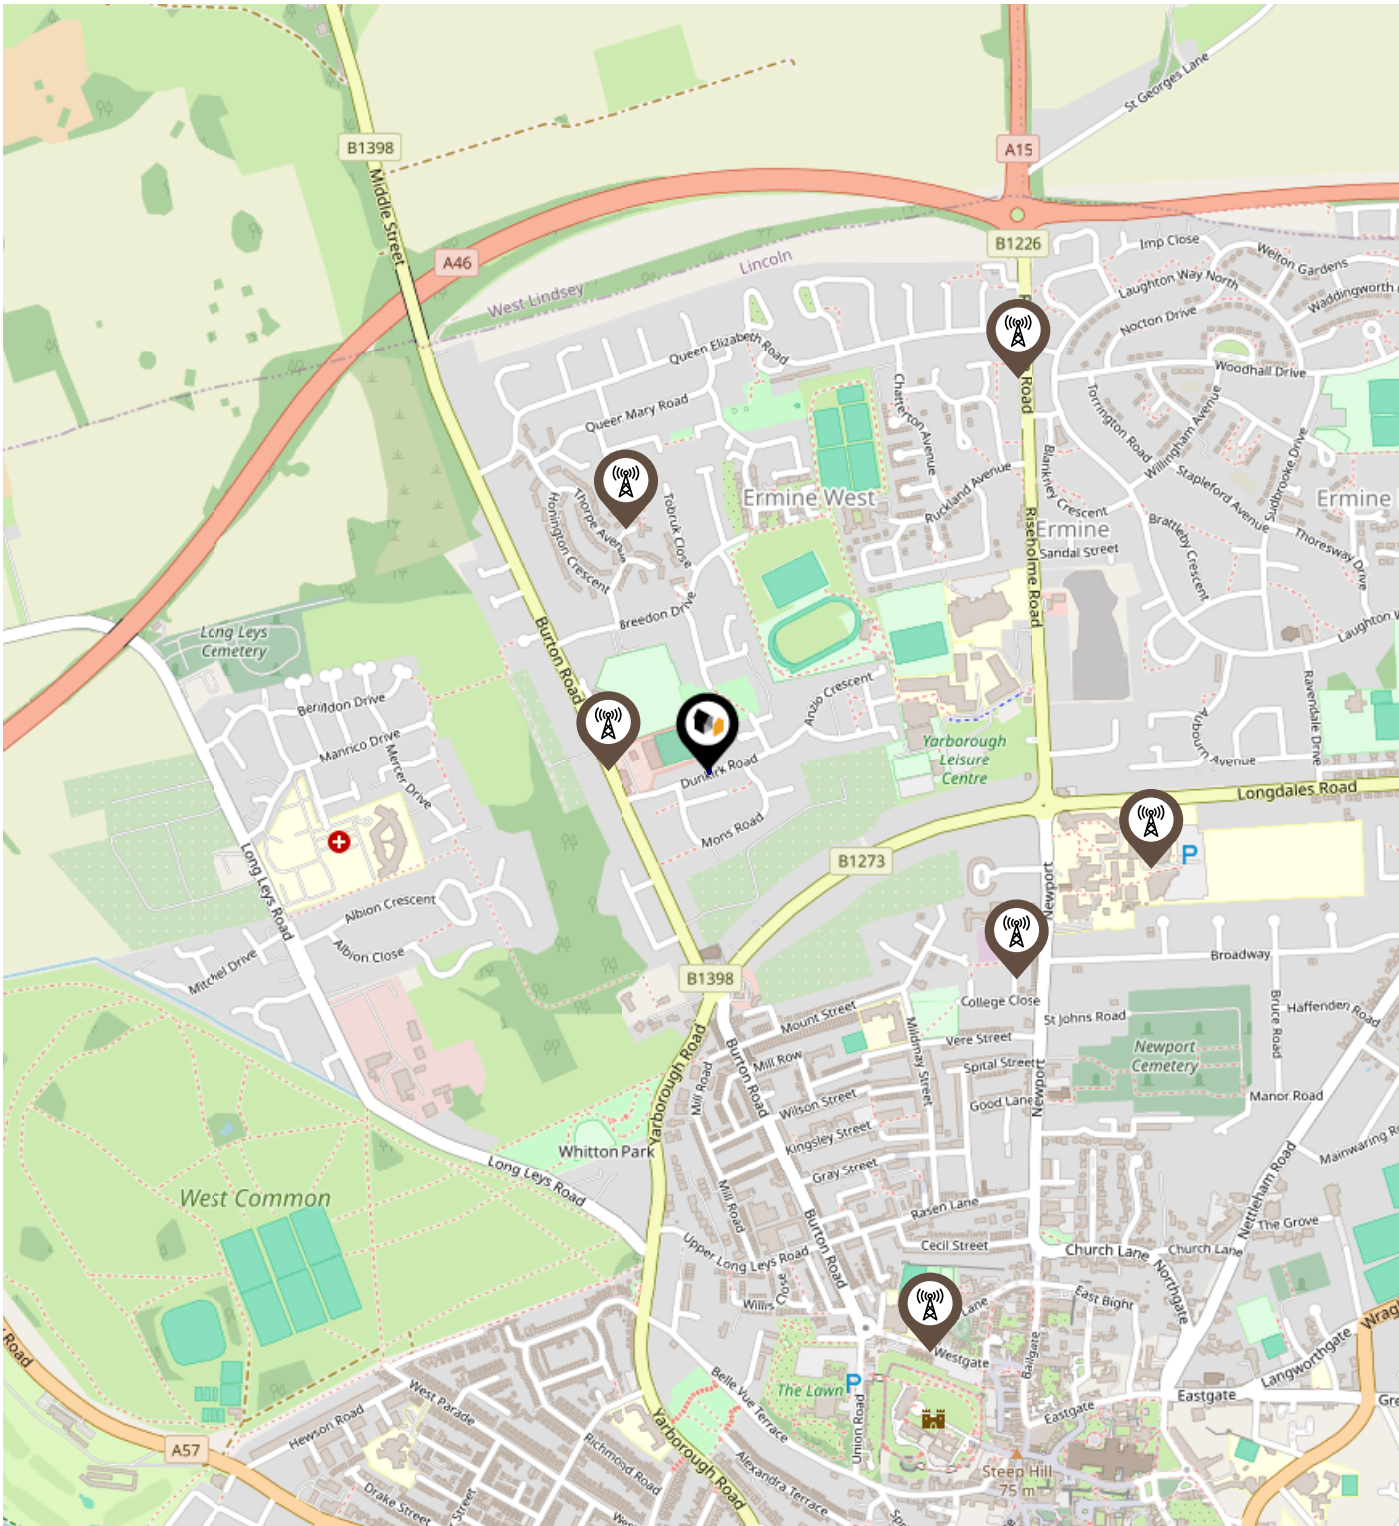 St Georges Lane
B1398
A15
Middle Street
A46
B1226
Imp Close
Welton Gardens
Lincoln
Laughton Way North
West Lindsey
Waddingworth
Nocton Drive
Queen Elizabeth Road
Woodhall Drive
Road
Queen Mary Road
Chatterton Avenue
Torrington Road
Willingham Avenue
Sudbrooke Drive
Blankney Crescent
Ruckland Avenue
Stapleford Avenue
Ermine West
Ermine
Thorpe Avenue
Tobruk Close
Honington Crescent
Riseholme Road
Ermine
Sandal Street
Brattleby Crescent
Thoresway Drive
Breedon Drive
Burton Road
Long Leys
Cemetery
Laughton W
Ravendale Drive
Anzio Crescent
Manrico Drive
Mercer Drive
Aubourn Avenue
Yarborough
Leisure
Centre
Dunkirk Road
Longdales Road
Mons Road
Long Leys Road
B1273
P
Newport
Albion Crescent
Albion Close
Mitchel Drive
Broadway
B1398
College Close
St Johns Road
Bruce Road
Haffenden Road
Mount Street
Mildmay Street
Vere Street
Newport
Cemetery
Mill Row
Spital Street
Yarborough Road
Burton Road
Mill Road
Wilson Street
Good Lane
Newport
Manor Road
Kingsley Street
Whitton Park
Gray Street
Mainwaring R
Long Leys Road
West Common
Mill Road
Rasen Lane
Nettleham Road
The Grove
Burton Road
Cecil Street
Church Lane
Church Lane
Upper Long Leys Road
Northgate
Willis Close
Lane
East Bight
Wrag
Road
Westgate
Bailgate
Langworthgate
Belle Vue Terrace
The Lawn
P
West Parade
Eastgate
Gre
Eastgate
Hewson Road
Union Road
A57
Yarborough Road
Richmond Road
Alexandra Terrace
Steep Hill
75 m
Drake Street
Street